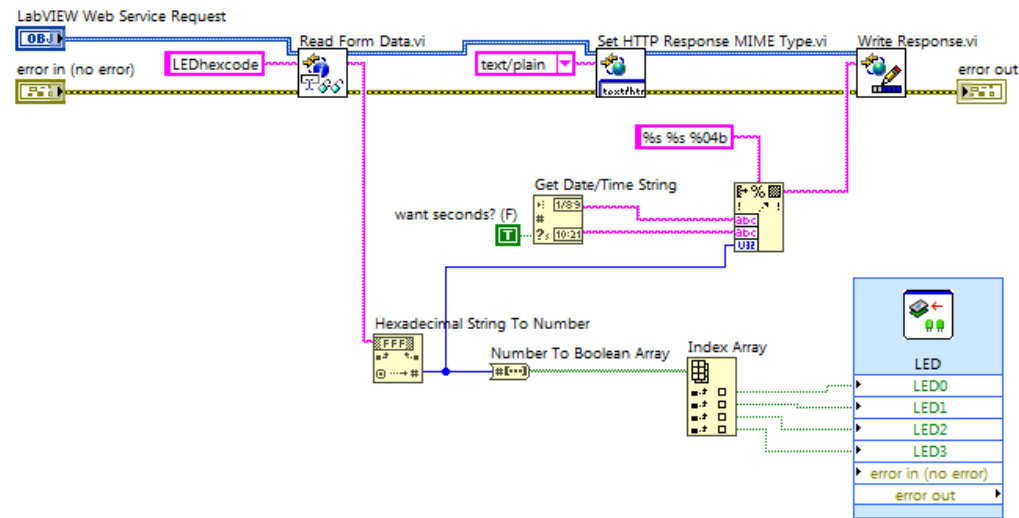 LabVIEW Web Service Request
OBJ
Read Form Data.vi
Set HTTP Response MIME Type.vi
Write Response.vi
error in (no error)
LEDhexcode
text/plain
error out
text/htr
%s %s %04b
Get Date/Time String
1/89
#
10:21
want seconds? (F)
T
%
abc
abc
U32
Hexadecimal String To Number
FFF
#
Number To Boolean Array
#[···]
Index Array
LED
LED0
LED1
LED2
LED3
error in (no error)
error out